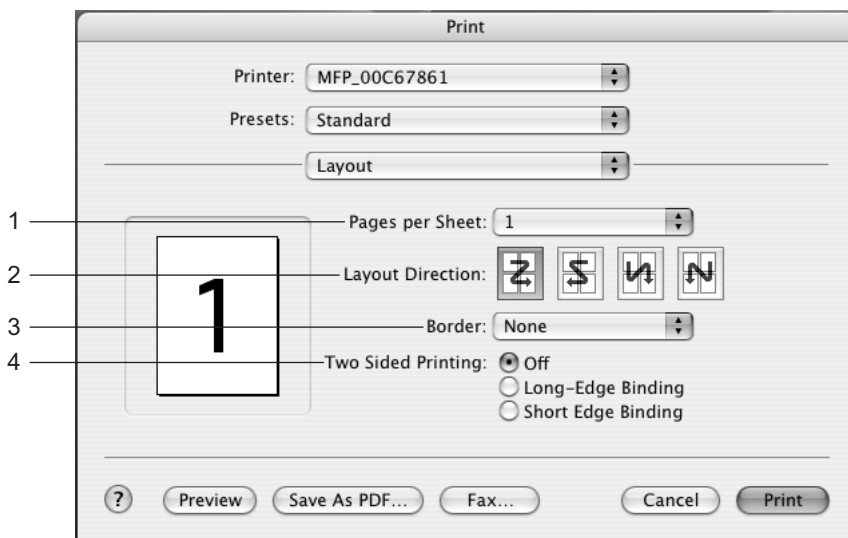 Print
Printer: MFP_00C67861
Presets: Standard
Layout
1 Pages per Sheet: 1
2 Layout Direction:
3 Border: None
4 Two Sided Printing: Off
Long-Edge Binding
Short Edge Binding
1
? Preview Save As PDF... Fax... Cancel Print